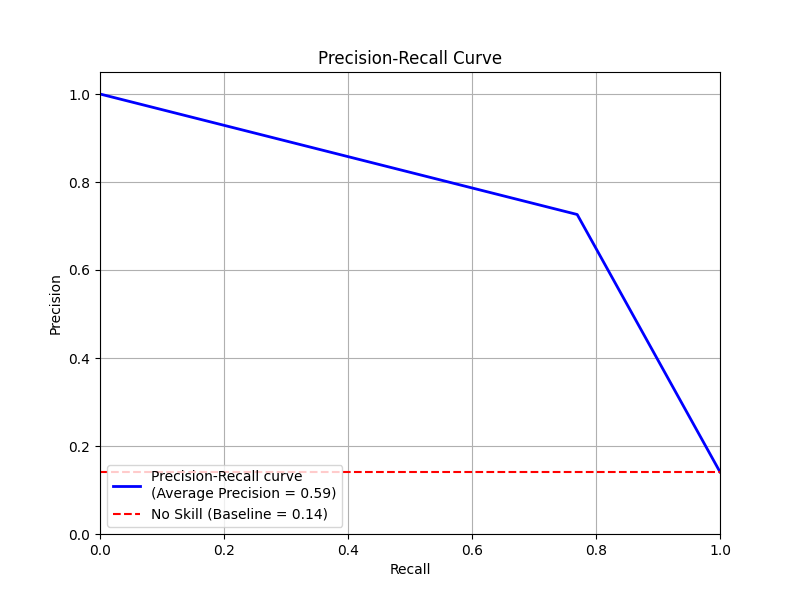 Precision-Recall Curve
Precision
1.0
0.8
0.6
0.4
0.2
0.0
Precision-Recall curve
(Average Precision = 0.59)
No Skill (Baseline = 0.14)
0.0 0.2 0.4 0.6 0.8 1.0
Recall